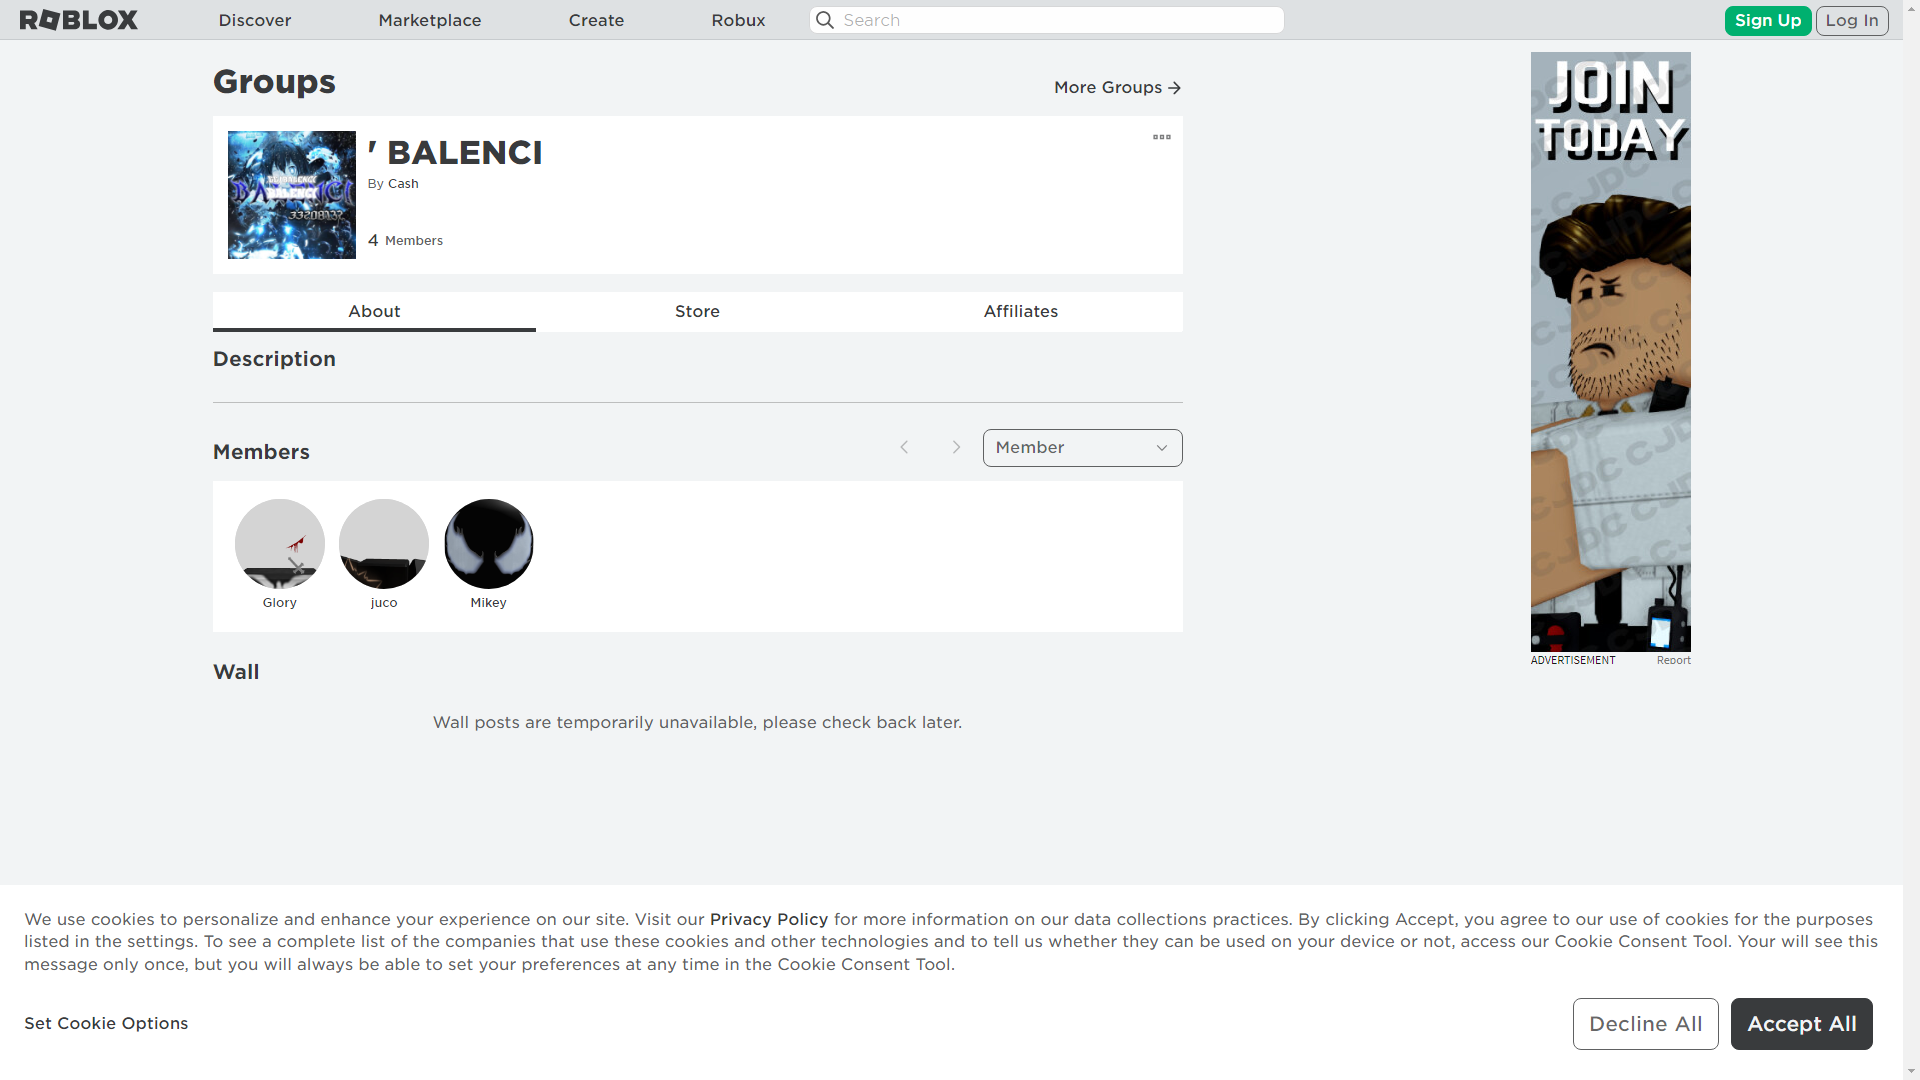 ROBLOX Discover Marketplace Create Robux Search Sign Up Log In
Groups
More Groups
' BALENCI
By Cash
4 Members
BALENCI
33208132
About Store Affiliates
Description
Members
Member
Glory juco Mikey
Wall
Wall posts are temporarily unavailable, please check back later.
JOIN
TODAY
CJDC
ADVERTISEMENT Report
We use cookies to personalize and enhance your experience on our site. Visit our Privacy Policy for more information on our data collections practices. By clicking Accept, you agree to our use of cookies for the purposes
listed in the settings. To see a complete list of the companies that use these cookies and other technologies and to tell us whether they can be used on your device or not, access our Cookie Consent Tool. Your will see this
message only once, but you will always be able to set your preferences at any time in the Cookie Consent Tool.
Set Cookie Options
Decline All Accept All